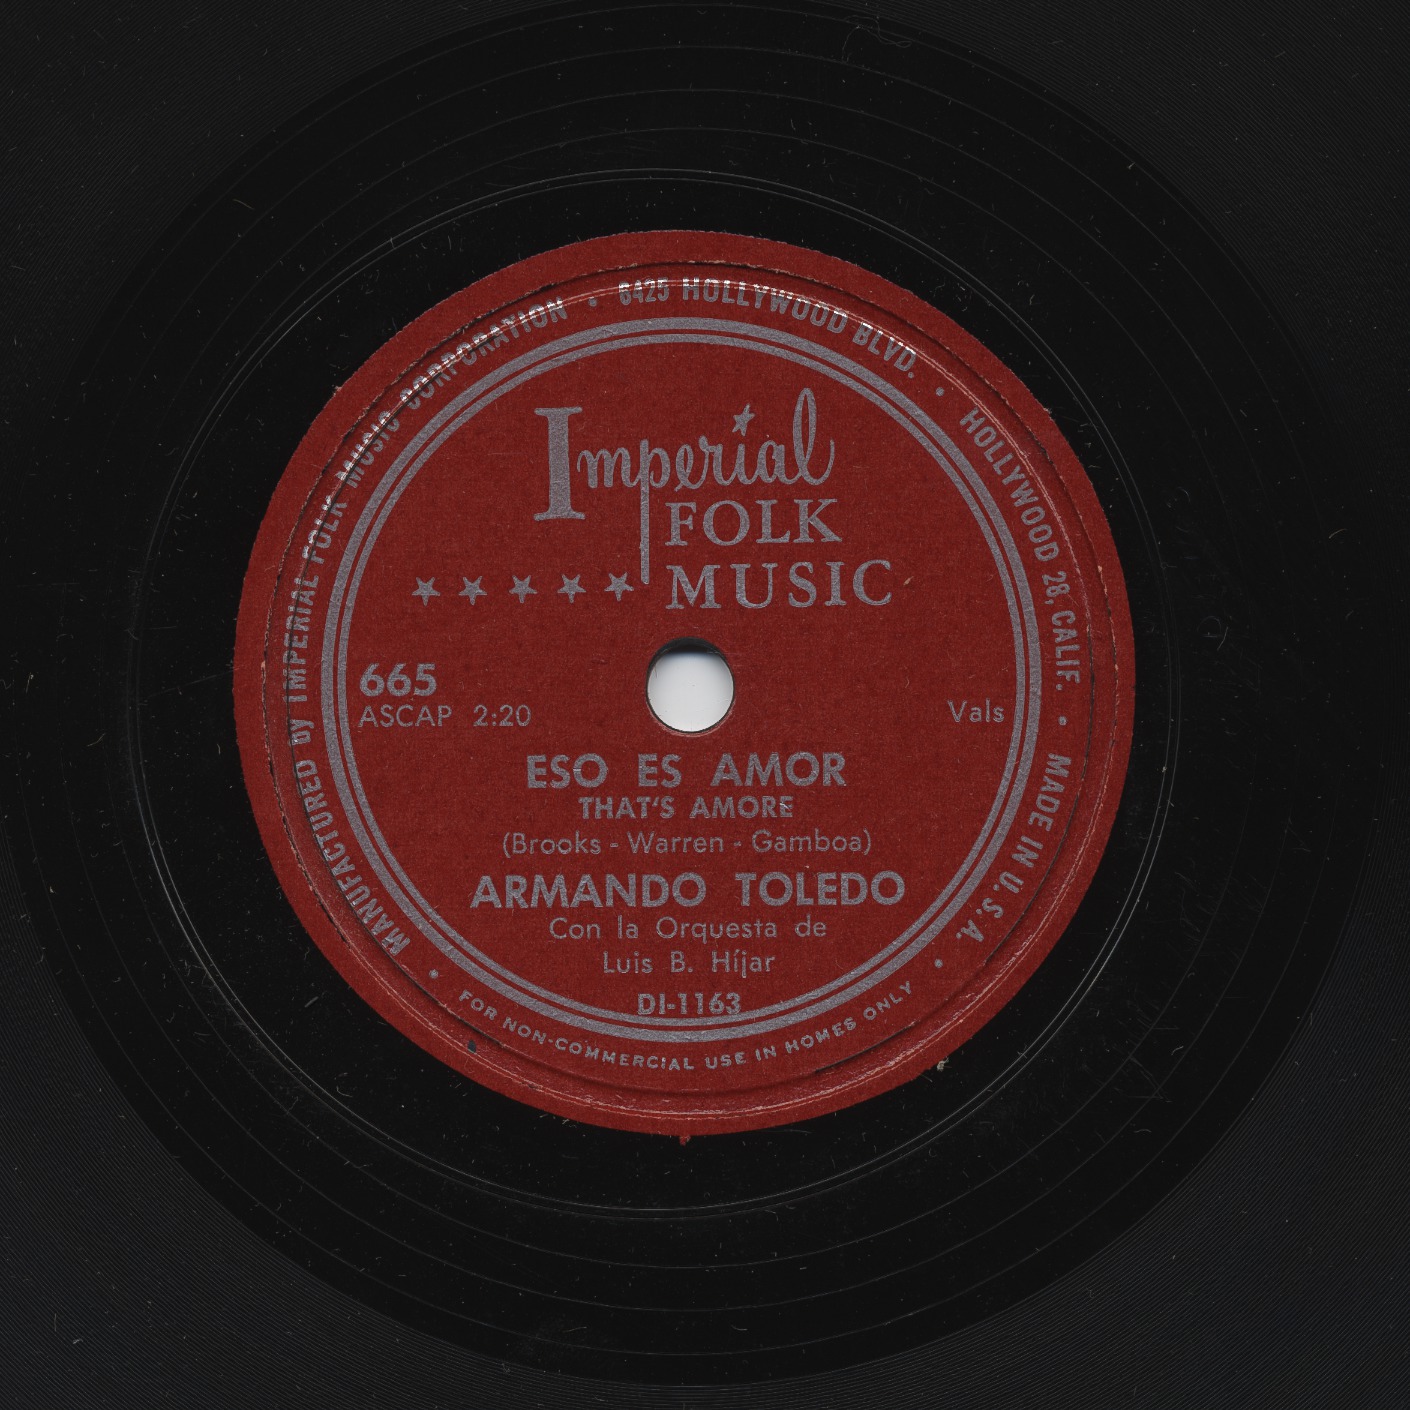 MANUFACTURED by IMPERIAL FOLK MUSIC CORPORATION • 6425 HOLLYWOOD BLVD. • HOLLYWOOD 28, CALIF. • MADE IN U.S.A. •
Imperial
FOLK
MUSIC
665
ASCAP 2:20
Vals
ESO ES AMOR
THAT'S AMORE
(Brooks - Warren - Gamboa)
ARMANDO TOLEDO
Con la Orquesta de
Luis B. Híjar
DI-1163
FOR NON-COMMERCIAL USE IN HOMES ONLY •